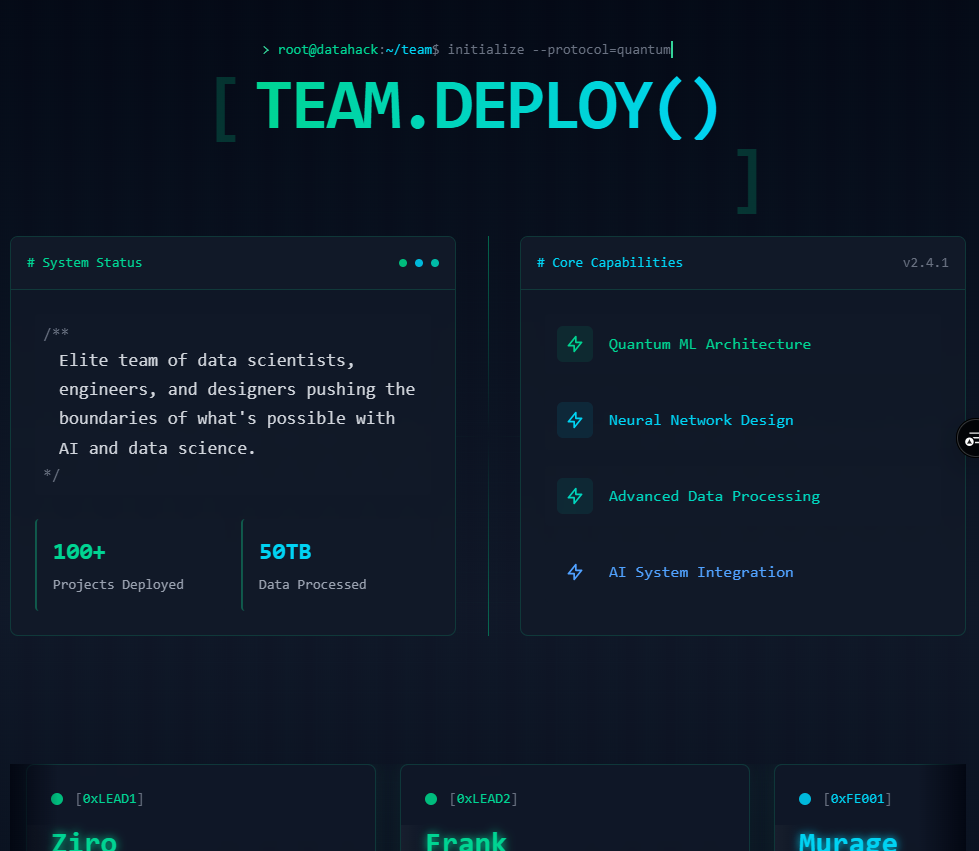 > root@datahack:~/team$ initialize --protocol=quantum
[ TEAM.DEPLOY() ]
# System Status
/**
Elite team of data scientists,
engineers, and designers pushing the
boundaries of what's possible with
AI and data science.
*/
100+
Projects Deployed
50TB
Data Processed
# Core Capabilities
v2.4.1
Quantum ML Architecture
Neural Network Design
Advanced Data Processing
AI System Integration
[0xLEAD1]
Ziro
[0xLEAD2]
Frank
[0xFE001]
Murage